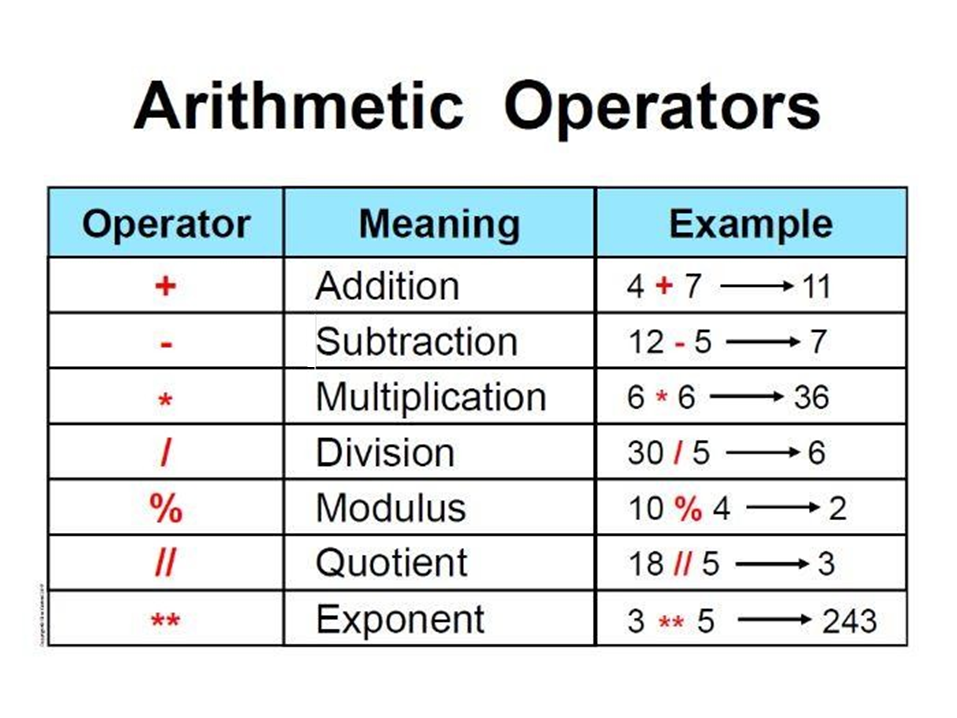 Arithmetic Operators
Operator Meaning Example
+ Addition 4 + 7 ⟶ 11
- Subtraction 12 - 5 ⟶ 7
* Multiplication 6 * 6 ⟶ 36
/ Division 30 / 5 ⟶ 6
% Modulus 10 % 4 ⟶ 2
// Quotient 18 // 5 ⟶ 3
** Exponent 3 ** 5 ⟶ 243